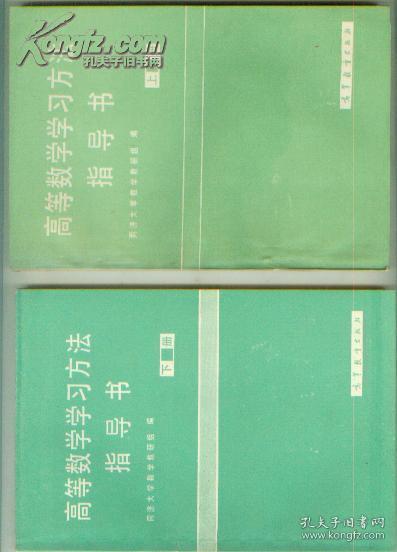 Kongfz.com
孔夫子旧书网
高等数学学习方法
指导书
上
同济大学数学教研组 编
高等教育出版社
高等数学学习方法
指导书
下册
同济大学数学教研组 编
高等教育出版社
孔夫子旧书网
www.kongfz.com